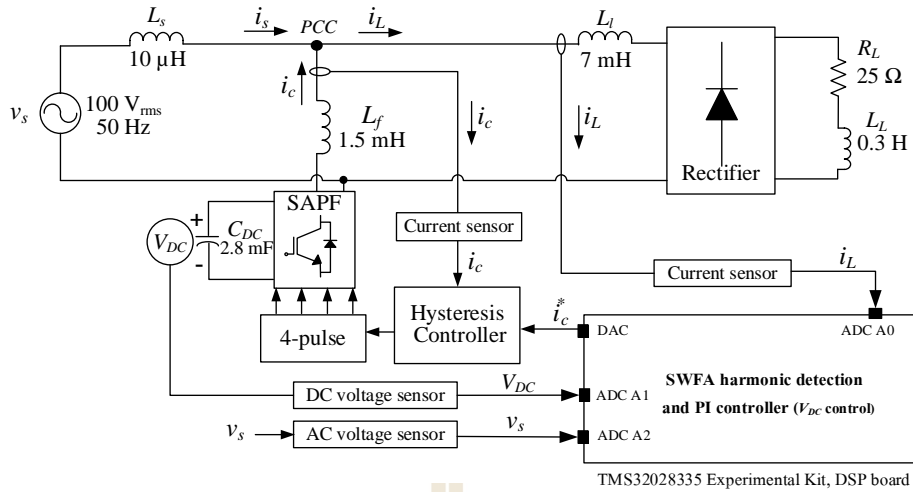 L_s
10 μH
i_s
PCC
i_L
L_l
7 mH
R_L
25 Ω
L_L
0.3 H
v_s
100 V_rms
50 Hz
i_c
L_f
1.5 mH
i_c
i_L
Rectifier
SAPF
+
V_DC
-
C_DC
2.8 mF
Current sensor
i_c
Current sensor
i_L
4-pulse
Hysteresis
Controller
i_c^*
DAC
ADC A0
SWFA harmonic detection
and PI controller (V_DC control)
DC voltage sensor
V_DC
ADC A1
v_s
AC voltage sensor
v_s
ADC A2
TMS32028335 Experimental Kit, DSP board